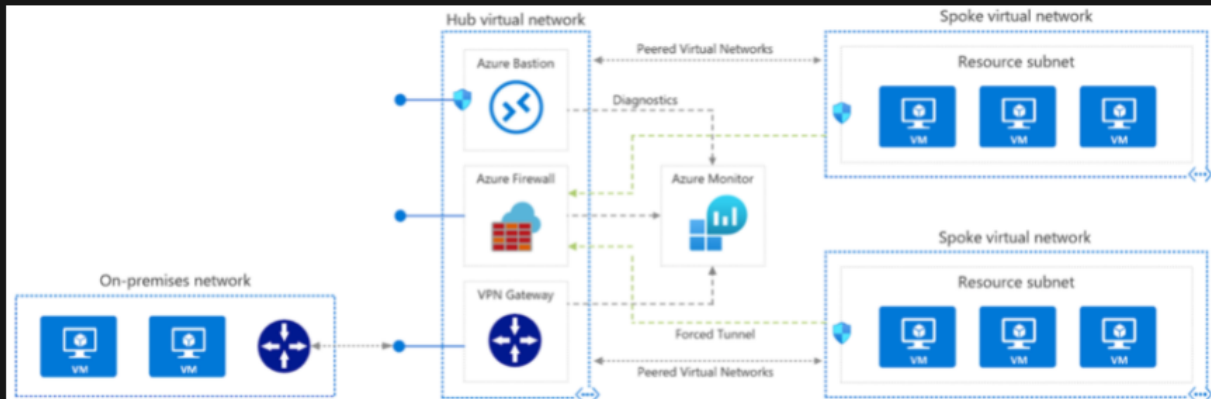 Hub virtual network
Spoke virtual network
Azure Bastion
Peered Virtual Networks
Resource subnet
Diagnostics
VM
VM
VM
Azure Firewall
Azure Monitor
Spoke virtual network
On-premises network
VPN Gateway
Resource subnet
VM
VM
Forced Tunnel
VM
VM
VM
Peered Virtual Networks